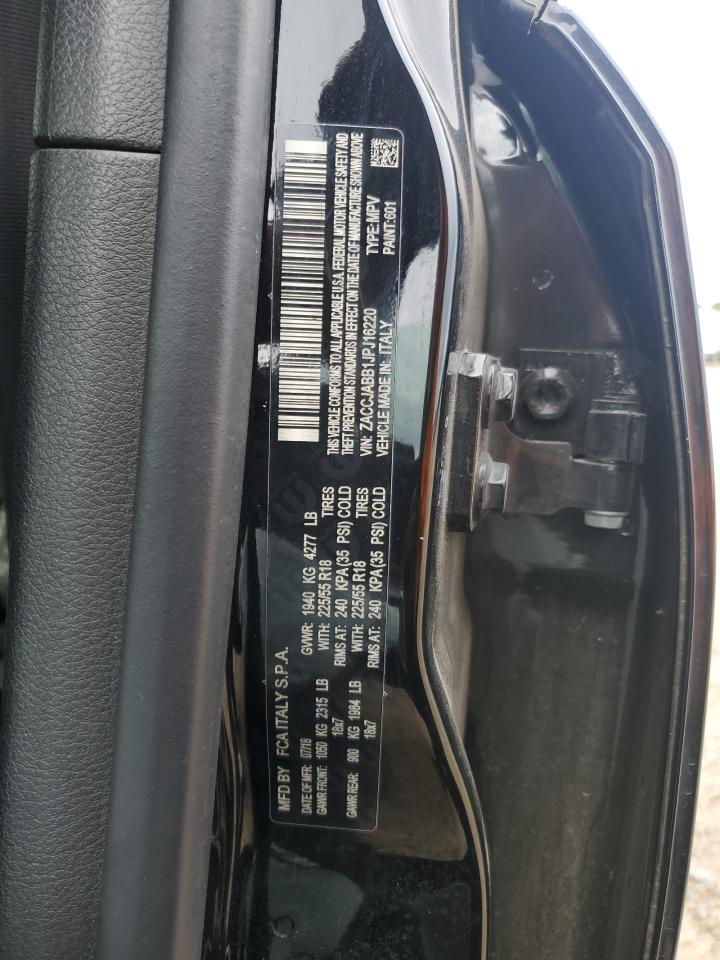 MFD BY FCA ITALY S.P.A.
DATE OF MFR: 07/18 GVWR: 1940 KG 4277 LB
GAWR FRONT: 1050 KG 2315 LB WITH: 225/55 R18 TIRES
18x7 RIMS AT: 240 KPA(35 PSI) COLD
GAWR REAR: 900 KG 1984 LB WITH: 225/55 R18 TIRES
18x7 RIMS AT: 240 KPA(35 PSI) COLD
THIS VEHICLE CONFORMS TO ALL APPLICABLE U.S.A. FEDERAL MOTOR VEHICLE SAFETY AND
THEFT PREVENTION STANDARDS IN EFFECT ON THE DATE OF MANUFACTURE SHOWN ABOVE
VIN: ZACCJABB1JPJ16220 TYPE: MPV
VEHICLE MADE IN: ITALY PAINT: 601